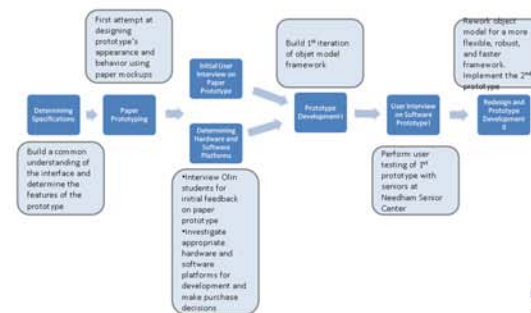 First attempt at
designing
prototype's
appearance and
behavior using
paper mockups
Build 1st iteration
of objet model
framework
Rework object
model for a more
flexible, robust,
and faster
framework.
Implement the 2nd
prototype
Initial User
Interview on
Paper
Prototype
Determining
Specifications
Paper
Prototyping
Determining
Hardware and
Software
Platforms
Prototype
Development I
User Interview
on Software
Prototype I
Redesign and
Prototype
Development
II
Build a common
understanding of
the interface and
determine the
features of the
prototype
•Interview Olin
students for
initial feedback
on paper
prototype
•Investigate
appropriate
hardware and
software
platforms for
development and
make purchase
decisions
Perform user
testing of 1st
prototype with
seniors at
Needham Senior
Center